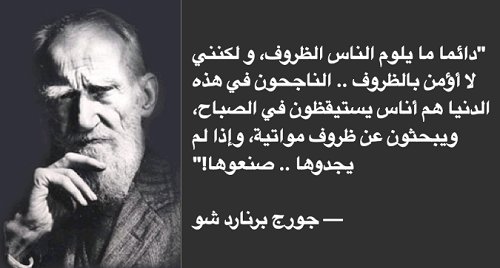 "دائما ما يلوم الناس الظروف، و لكنني
لا أؤمن بالظروف .. الناجحون في هذه
الدنيا هم أناس يستيقظون في الصباح،
ويبحثون عن ظروف مواتية، وإذا لم
يجدوها .. صنعوها!"
— جورج برنارد شو